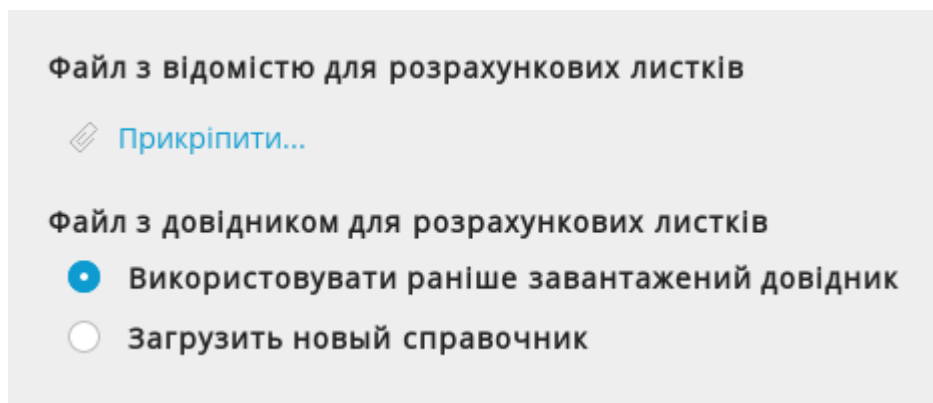 Файл з відомістю для розрахункових листків
Прикріпити...
Файл з довідником для розрахункових листків
Використовувати раніше завантажений довідник
Загрузить новый справочник